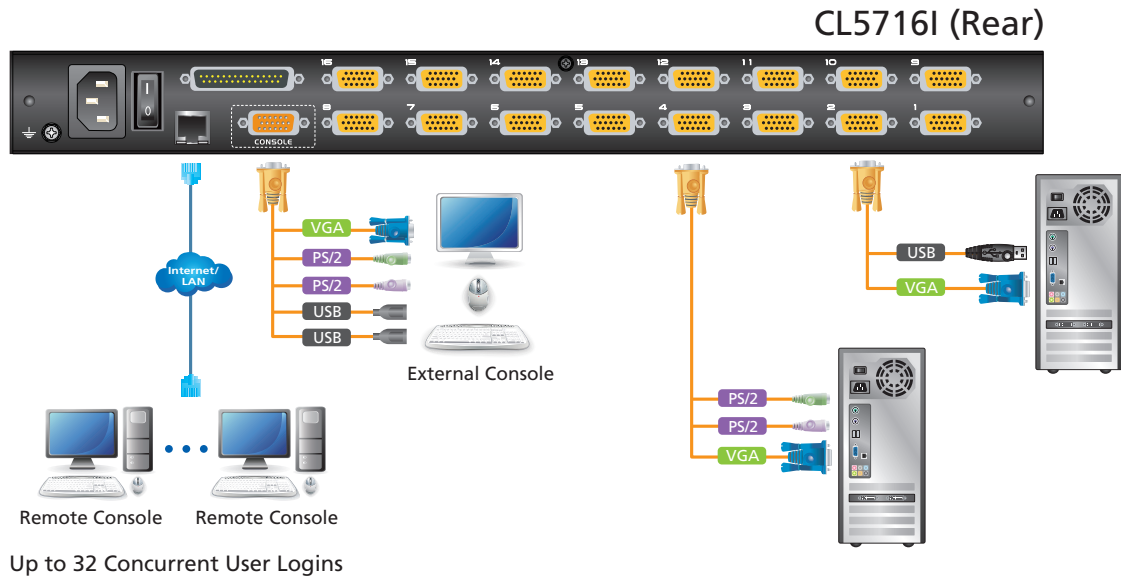 CL5716I (Rear)
16 15 14 13 12 11 10 9
8 7 6 5 4 3 2 1
I
0
CONSOLE
VGA
PS/2
PS/2
USB
USB
Internet/
LAN
External Console
USB
VGA
PS/2
PS/2
VGA
Remote Console Remote Console
Up to 32 Concurrent User Logins